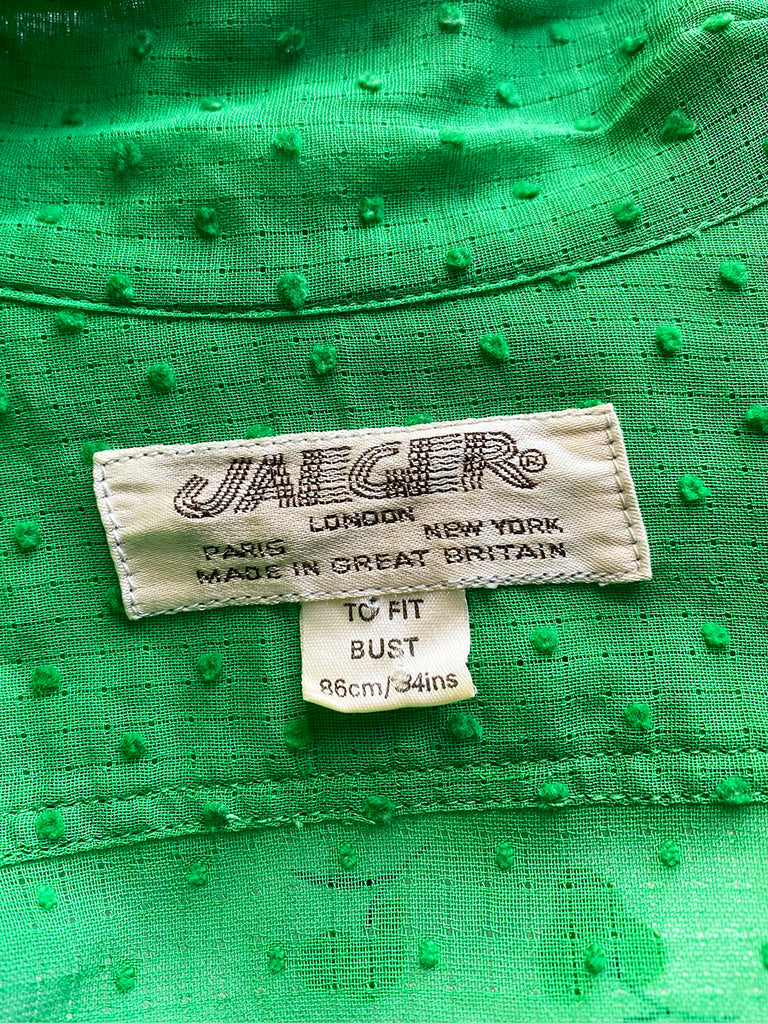 JAEGER®
LONDON
PARIS NEW YORK
MADE IN GREAT BRITAIN
TO FIT
BUST
86cm/34ins